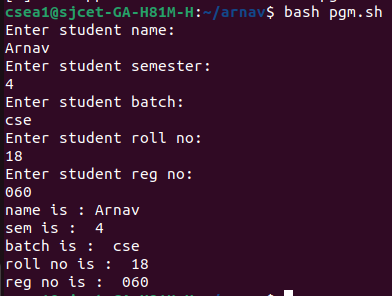 csea1@sjcet-GA-H81M-H:~/arnav$ bash pgm.sh
Enter student name:
Arnav
Enter student semester:
4
Enter student batch:
cse
Enter student roll no:
18
Enter student reg no:
060
name is : Arnav
sem is :  4
batch is :  cse
roll no is :  18
reg no is :  060